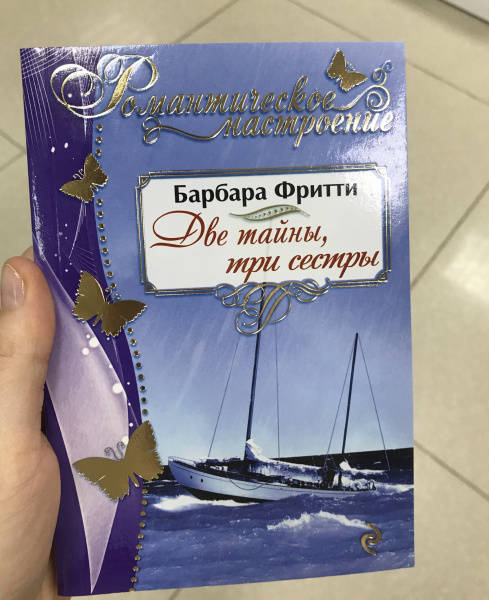 Романтическое
настроение
Барбара Фритти
Две тайны,
три сестры